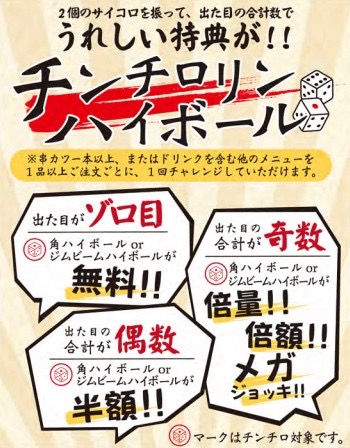 2個のサイコロを振って、出た目の合計数で
うれしい特典が!!
チンチロリン
ハイボール
※串カツ一本以上、またはドリンクを含む他のメニューを
1品以上ご注文ごとに、1回チャレンジしていただけます。
出た目がゾロ目
角ハイボールor
ジムビームハイボールが
無料!!
出た目の
合計が奇数
角ハイボールor
ジムビームハイボールが
倍量!!
倍額!!
メガ
ジョッキ!!
出た目の
合計が偶数
角ハイボールor
ジムビームハイボールが
半額!!
マークはチンチロ対象です。